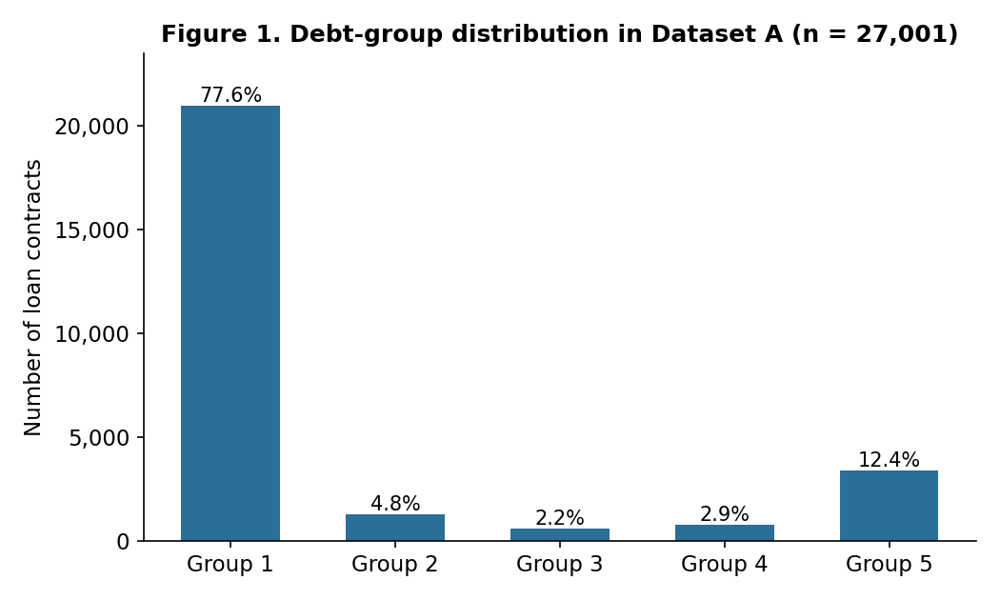 Figure 1. Debt-group distribution in Dataset A (n = 27,001)
Number of loan contracts
20,000
15,000
10,000
5,000
0
77.6%
4.8%
2.2%
2.9%
12.4%
Group 1
Group 2
Group 3
Group 4
Group 5